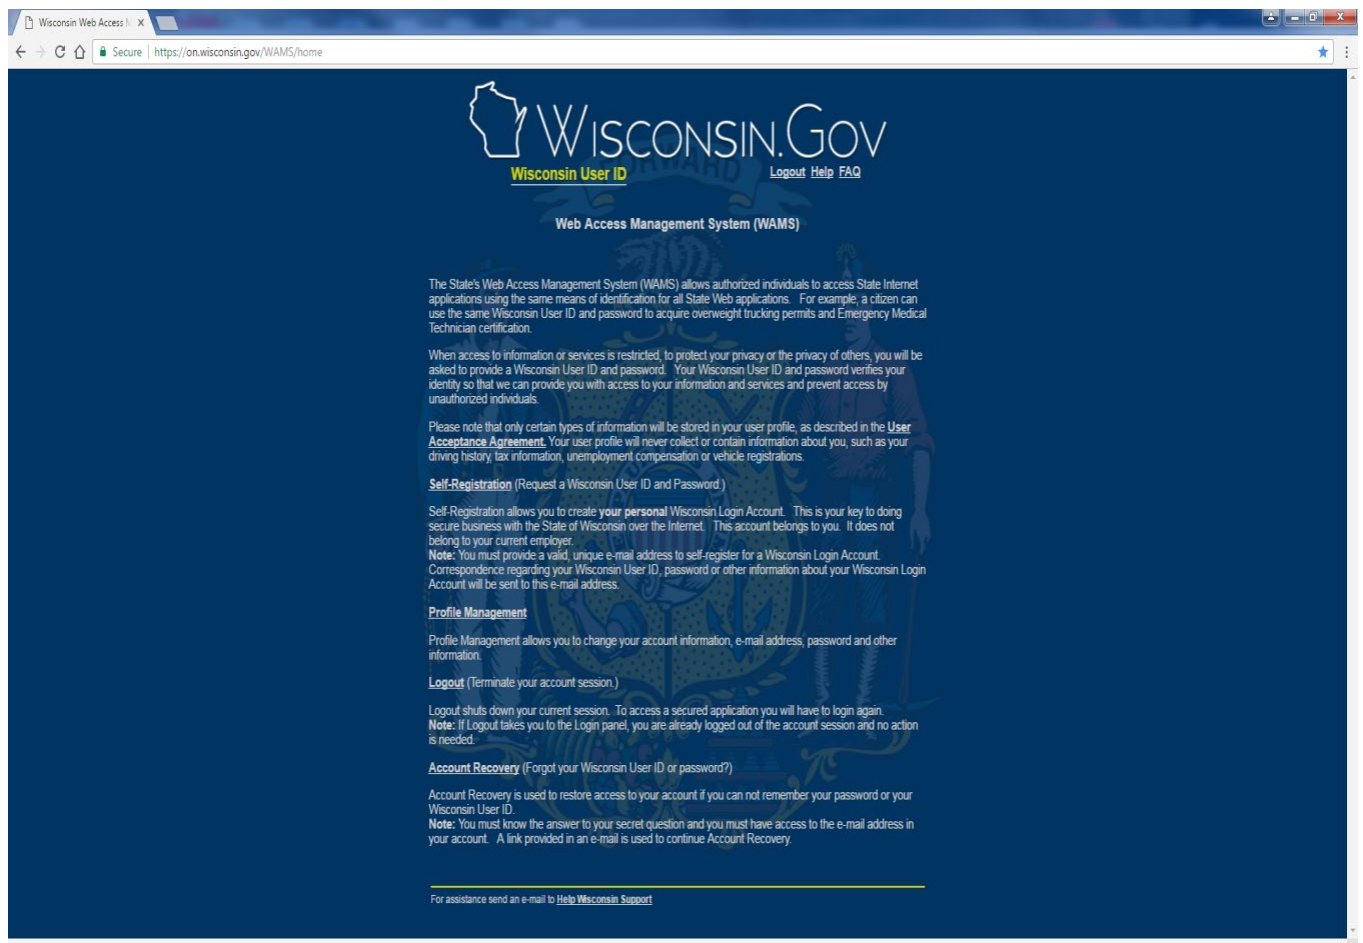 Wisconsin Web Access M
Secure https://on.wisconsin.gov/WAMS/home
WISCONSIN.GOV
FORWARD
Wisconsin User ID Logout Help FAQ
Web Access Management System (WAMS)
The State's Web Access Management System (WAMS) allows authorized individuals to access State Internet
applications using the same means of identification for all State Web applications. For example, a citizen can
use the same Wisconsin User ID and password to acquire overweight trucking permits and Emergency Medical
Technician certification.
When access to information or services is restricted, to protect your privacy or the privacy of others, you will be
asked to provide a Wisconsin User ID and password. Your Wisconsin User ID and password verifies your
identity so that we can provide you with access to your information and services and prevent access by
unauthorized individuals.
Please note that only certain types of information will be stored in your user profile, as described in the User
Acceptance Agreement. Your user profile will never collect or contain information about you, such as your
driving history, tax information, unemployment compensation or vehicle registrations.
Self-Registration (Request a Wisconsin User ID and Password.)
Self-Registration allows you to create your personal Wisconsin Login Account. This is your key to doing
secure business with the State of Wisconsin over the Internet. This account belongs to you. It does not
belong to your current employer.
Note: You must provide a valid, unique e-mail address to self-register for a Wisconsin Login Account.
Correspondence regarding your Wisconsin User ID, password or other information about your Wisconsin Login
Account will be sent to this e-mail address.
Profile Management
Profile Management allows you to change your account information, e-mail address, password and other
information.
Logout (Terminate your account session.)
Logout shuts down your current session. To access a secured application you will have to login again.
Note: If Logout takes you to the Login panel, you are already logged out of the account session and no action
is needed.
Account Recovery (Forgot your Wisconsin User ID or password?)
Account Recovery is used to restore access to your account if you can not remember your password or your
Wisconsin User ID.
Note: You must know the answer to your secret question and you must have access to the e-mail address in
your account. A link provided in an e-mail is used to continue Account Recovery.
For assistance send an e-mail to Help Wisconsin Support